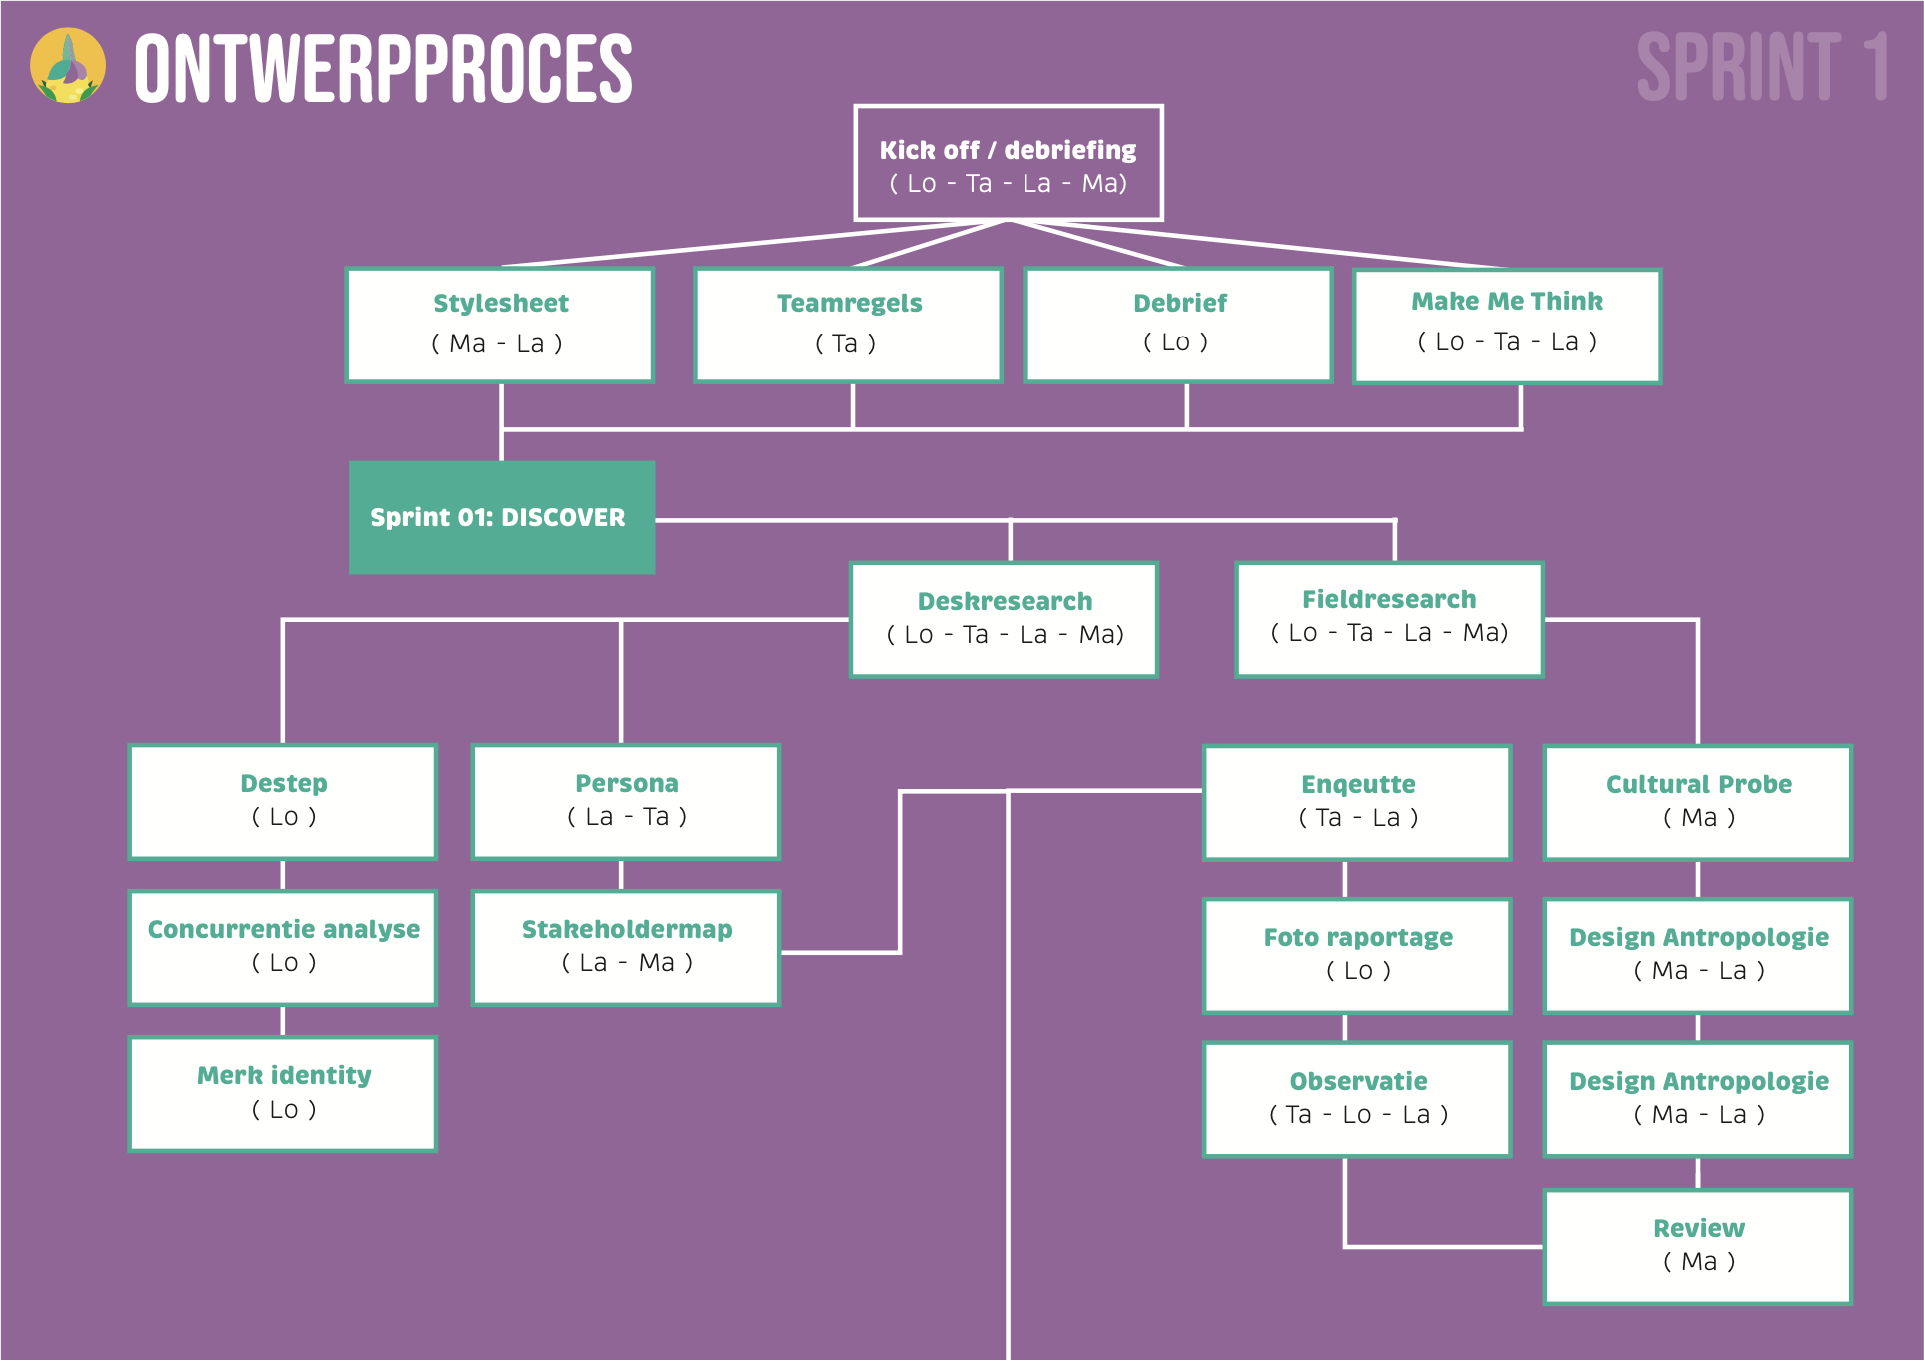 ONTWERPPROCES
SPRINT 1
Kick off / debriefing
( Lo - Ta - La - Ma)
Stylesheet
( Ma - La )
Teamregels
( Ta )
Debrief
( Lo )
Make Me Think
( Lo - Ta - La )
Sprint 01: DISCOVER
Deskresearch
( Lo - Ta - La - Ma)
Fieldresearch
( Lo - Ta - La - Ma)
Destep
( Lo )
Persona
( La - Ta )
Enqeutte
( Ta - La )
Cultural Probe
( Ma )
Concurrentie analyse
( Lo )
Stakeholdermap
( La - Ma )
Foto raportage
( Lo )
Design Antropologie
( Ma - La )
Merk identity
( Lo )
Observatie
( Ta - Lo - La )
Design Antropologie
( Ma - La )
Review
( Ma )